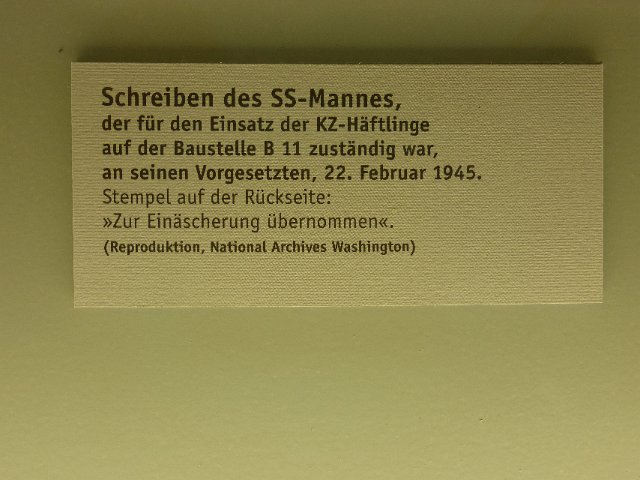 Schreiben des SS-Mannes,
der für den Einsatz der KZ-Häftlinge
auf der Baustelle B 11 zuständig war,
an seinen Vorgesetzten, 22. Februar 1945.
Stempel auf der Rückseite:
»Zur Einäscherung übernommen«.
(Reproduktion, National Archives Washington)